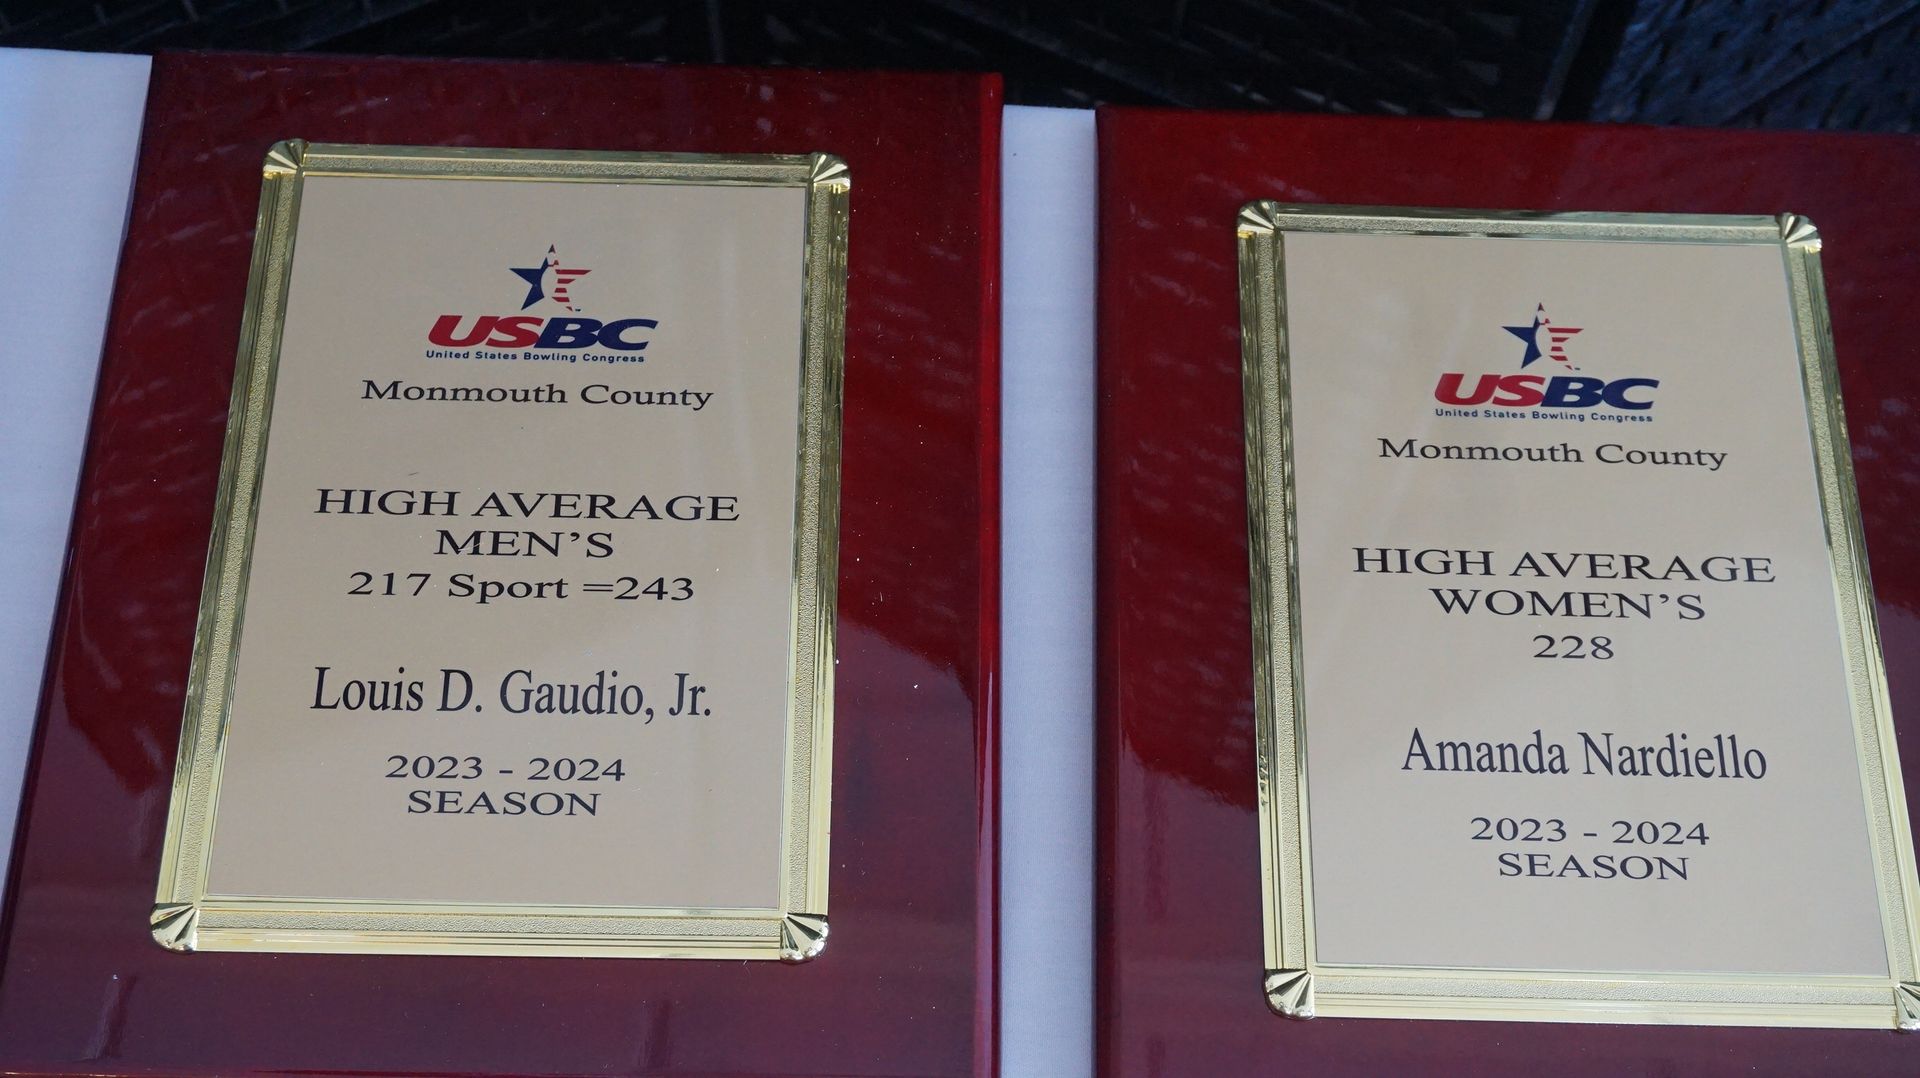 USBC
United States Bowling Congress
Monmouth County
HIGH AVERAGE
MEN'S
217 Sport =243
Louis D. Gaudio, Jr.
2023 - 2024
SEASON
USBC
United States Bowling Congress
Monmouth County
HIGH AVERAGE
WOMEN'S
228
Amanda Nardiello
2023 - 2024
SEASON